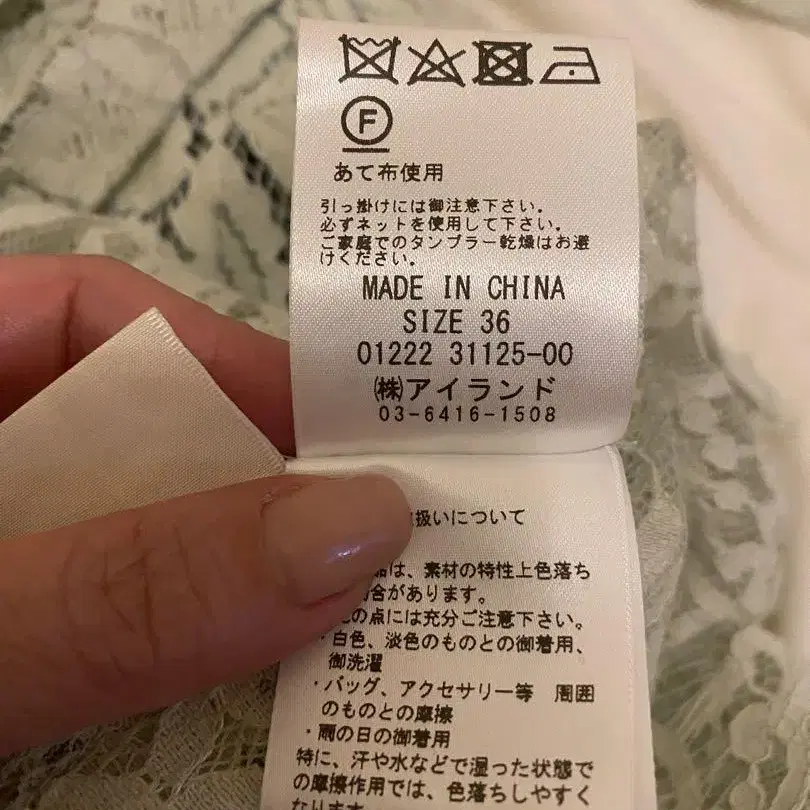 F
あて布使用
引っ掛けには御注意下さい。
必ずネットを使用して下さい。
ご家庭でのタンブラー乾燥はお避
けください。
MADE IN CHINA
SIZE 36
01222 31125-00
㈱アイランド
03-6416-1508
扱いについて
は、素材の特性上色落ち
合があります。
の点には充分ご注意下さい。
・白色、淡色のものとの御着用、
御洗濯
・バッグ、アクセサリー等 周囲
のものとの摩擦
・雨の日の御着用
特に、汗や水などで湿った状態で
の摩擦作用では、色落ちしやすく
なります